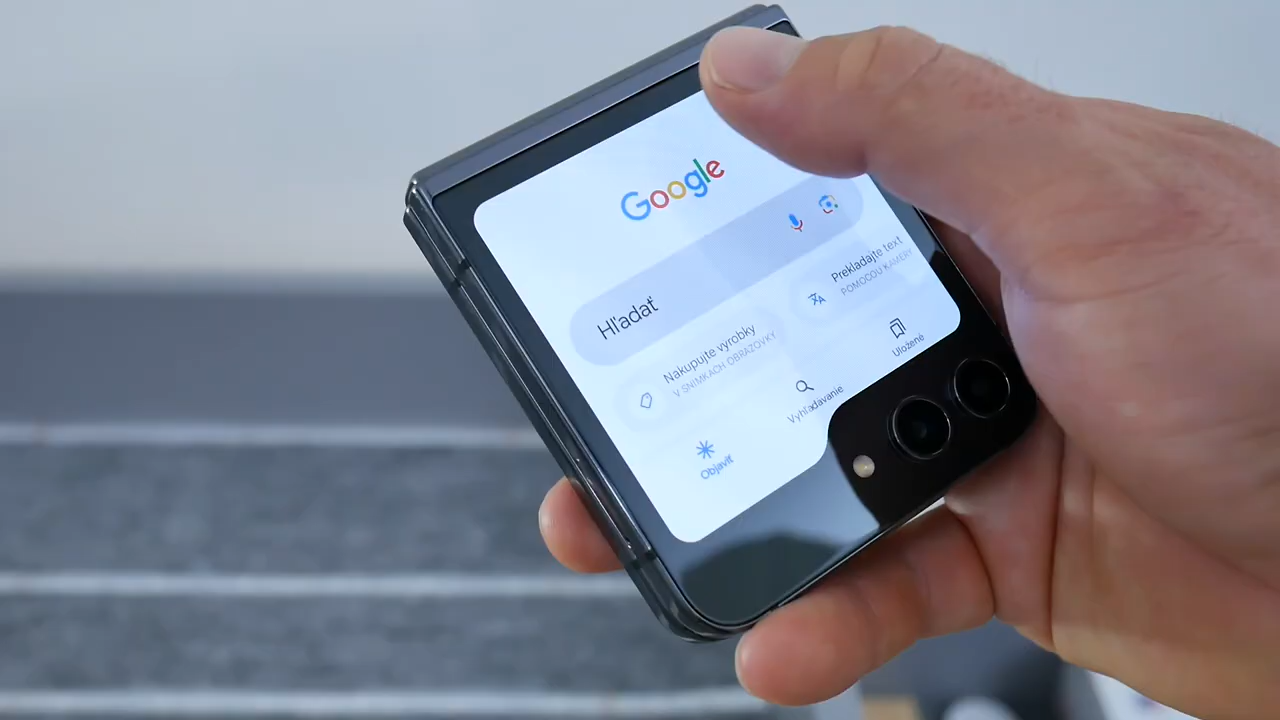 Google
Hľadať
Nakupujte výrobky
V SNÍMKACH OBRAZOVKY
Prekladajte text
POMOCOU KAMERY
Objaviť
Vyhľadávanie
Uložené